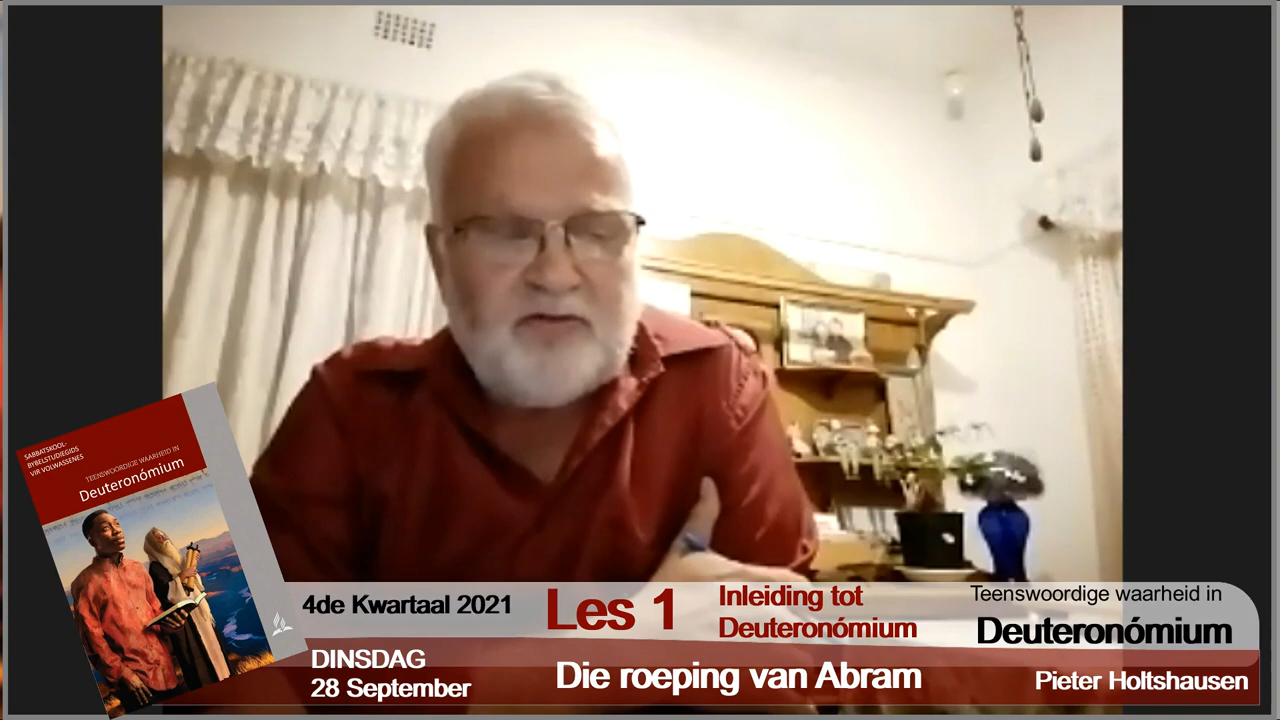 SABBATSKOOL-
BYBELSTUDIEGIDS
VIR VOLWASSENES
TEENSWOORDIGE WAARHEID IN
Deuteronómium
4de Kwartaal 2021
Les 1
Inleiding tot
Deuteronómium
Teenswoordige waarheid in
Deuteronómium
DINSDAG
28 September
Die roeping van Abram
Pieter Holtshausen